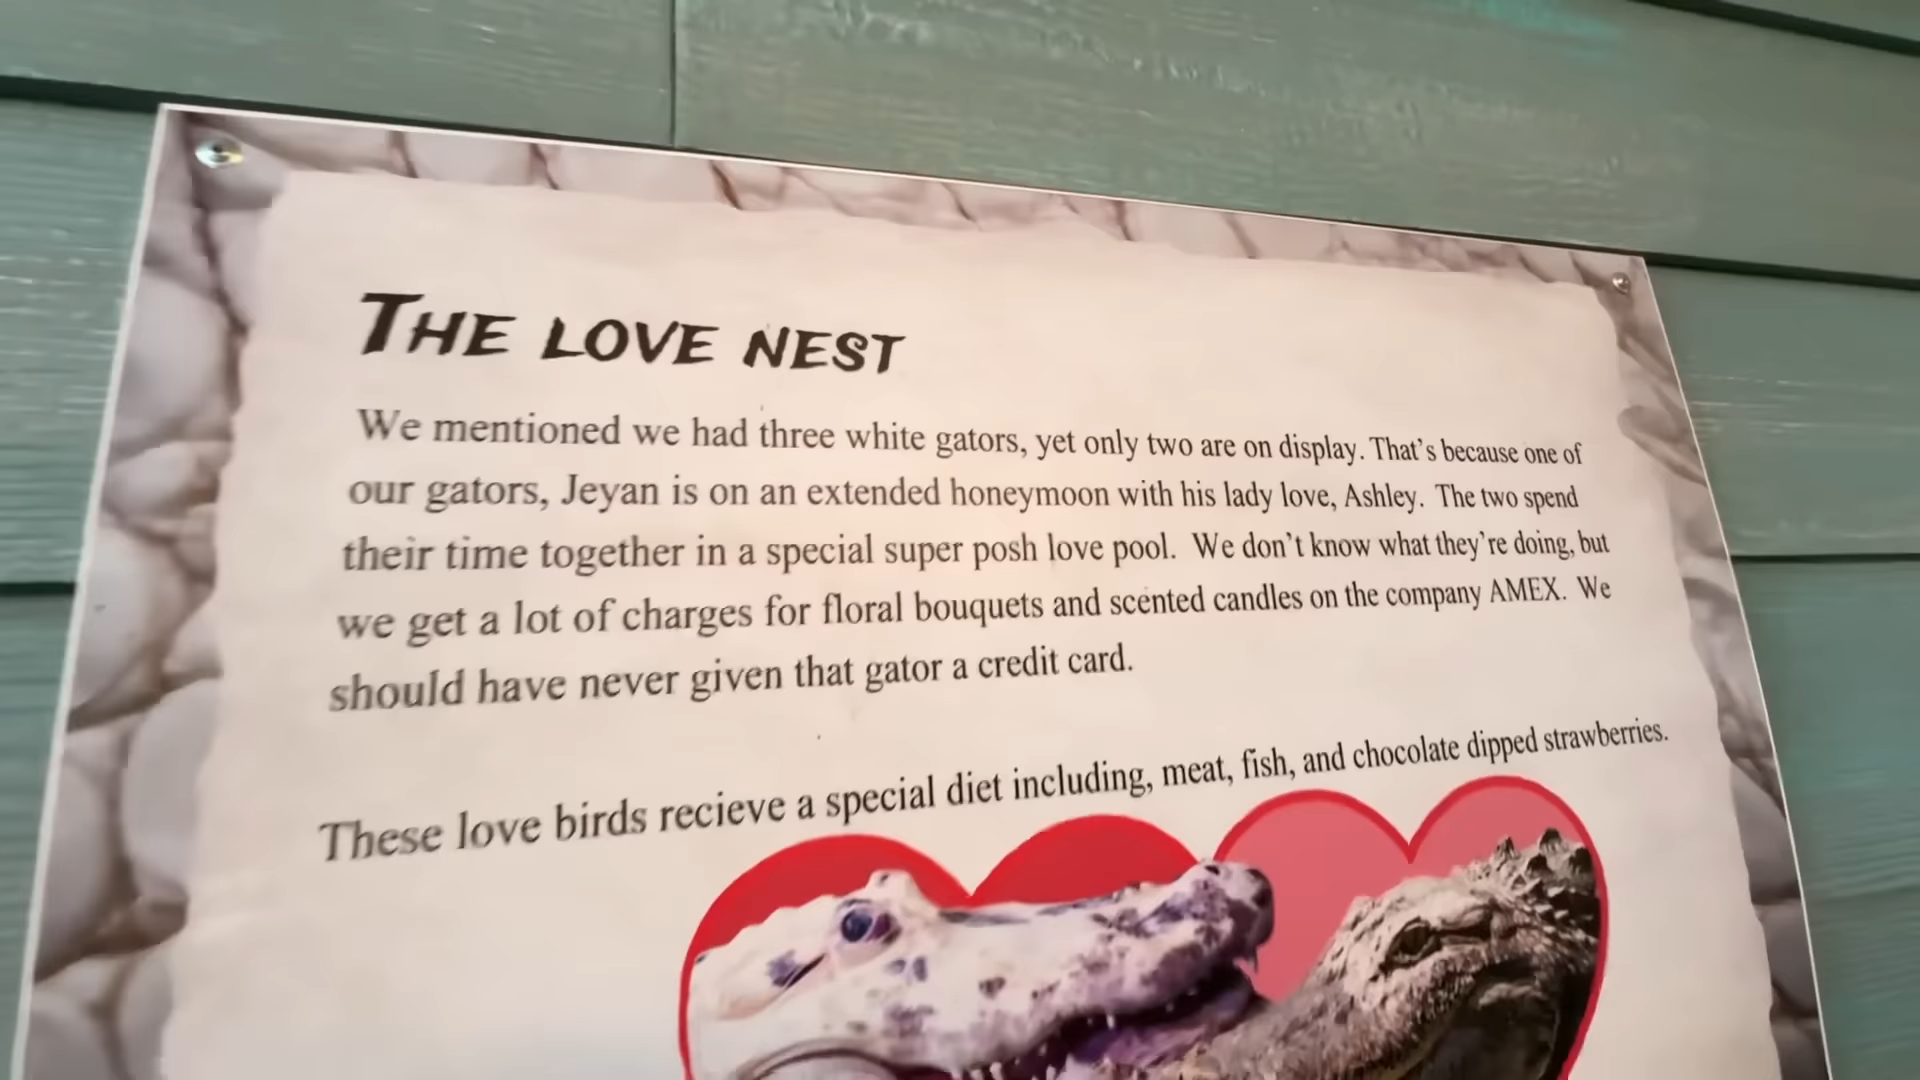 THE LOVE NEST
We mentioned we had three white gators, yet only two are on display. That's because one of
our gators, Jeyan is on an extended honeymoon with his lady love, Ashley. The two spend
their time together in a special super posh love pool. We don't know what they're doing, but
we get a lot of charges for floral bouquets and scented candles on the company AMEX. We
should have never given that gator a credit card.
These love birds recieve a special diet including, meat, fish, and chocolate dipped strawberries.